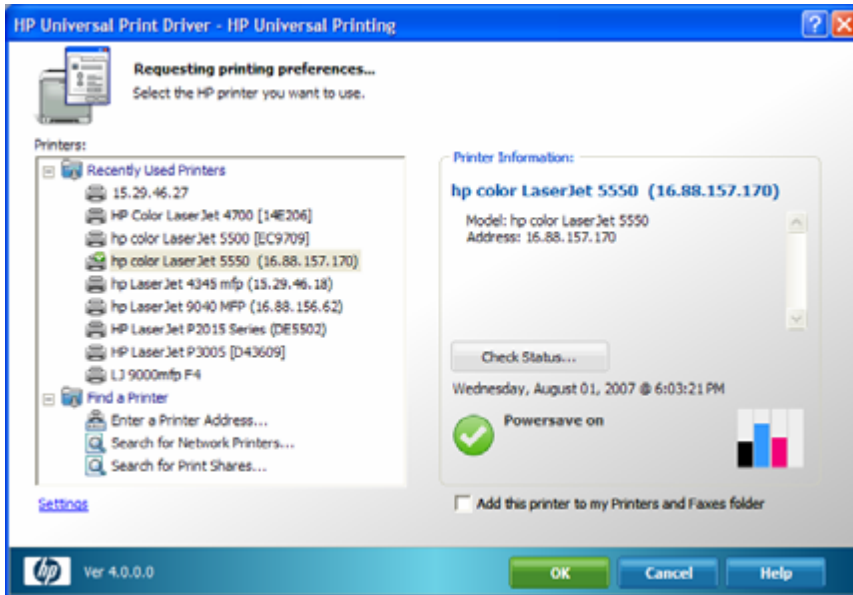 HP Universal Print Driver - HP Universal Printing
Requesting printing preferences...
Select the HP printer you want to use.
Printers:
Recently Used Printers
15.29.46.27
HP Color LaserJet 4700 [14E206]
hp color LaserJet 5500 [EC9709]
hp color LaserJet 5550 (16.88.157.170)
hp LaserJet 4345 mfp (15.29.46.18)
hp LaserJet 9040 MFP (16.88.156.62)
HP LaserJet P2015 Series (DE5502)
HP LaserJet P3005 [D43609]
LJ 9000mfp F4
Find a Printer
Enter a Printer Address...
Search for Network Printers...
Search for Print Shares...
Settings
Printer Information:
hp color LaserJet 5550 (16.88.157.170)
Model: hp color LaserJet 5550
Address: 16.88.157.170
Check Status...
Wednesday, August 01, 2007 @ 6:03:21 PM
Powersave on
Add this printer to my Printers and Faxes folder
hp
Ver 4.0.0.0
OK
Cancel
Help